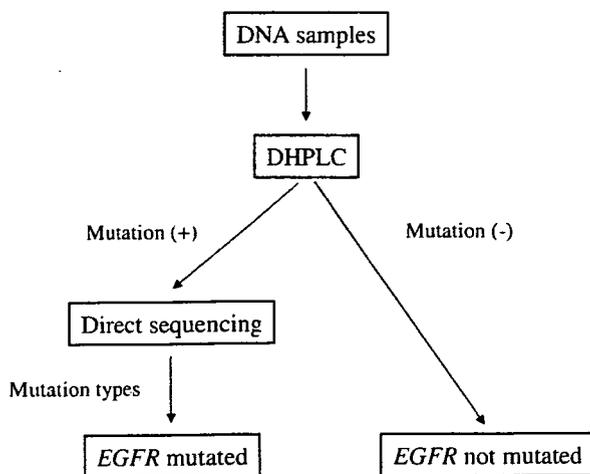 DNA samples
DHPLC
Mutation (+)
Mutation (-)
Direct sequencing
Mutation types
EGFR mutated
EGFR not mutated